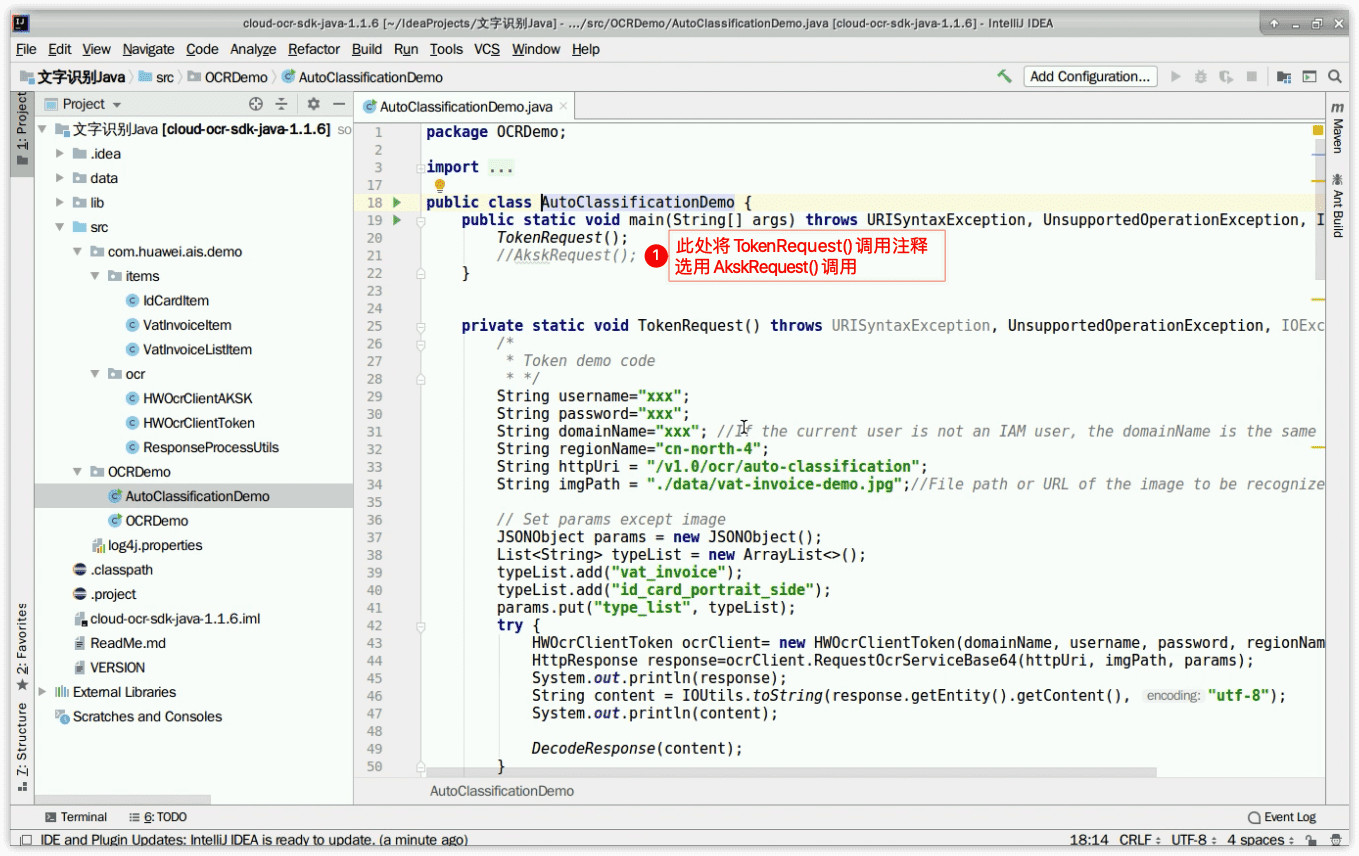 cloud-ocr-sdk-java-1.1.6 [~/IdeaProjects/文字识别Java] - .../src/OCRDemo/AutoClassificationDemo.java [cloud-ocr-sdk-java-1.1.6] - IntelliJ IDEA
File Edit View Navigate Code Analyze Refactor Build Run Tools VCS Window Help
文字识别Java src OCRDemo AutoClassificationDemo Add Configuration...
1: Project
Project
文字识别Java [cloud-ocr-sdk-java-1.1.6] so
.idea
data
lib
src
com.huawei.ais.demo
items
IdCardItem
VatInvoiceItem
VatInvoiceListItem
ocr
HWOcrClientAKSK
HWOcrClientToken
ResponseProcessUtils
OCRDemo
AutoClassificationDemo
OCRDemo
log4j.properties
.classpath
.project
cloud-ocr-sdk-java-1.1.6.iml
ReadMe.md
VERSION
External Libraries
Scratches and Consoles
2: Favorites
7: Structure
AutoClassificationDemo.java
1 package OCRDemo;
2
3 import ...
17
18 public class AutoClassificationDemo {
19 public static void main(String[] args) throws URISyntaxException, UnsupportedOperationException, I
20 TokenRequest();
21 //AkskRequest();
22 }
1 此处将 TokenRequest() 调用注释
选用 AkskRequest() 调用
23
24
25 private static void TokenRequest() throws URISyntaxException, UnsupportedOperationException, IOExc
26 /*
27 * Token demo code
28 * */
29 String username="xxx";
30 String password="xxx";
31 String domainName="xxx"; //If the current user is not an IAM user, the domainName is the same
32 String regionName="cn-north-4";
33 String httpUri = "/v1.0/ocr/auto-classification";
34 String imgPath = "./data/vat-invoice-demo.jpg";//File path or URL of the image to be recognize
35
36 // Set params except image
37 JSONObject params = new JSONObject();
38 List<String> typeList = new ArrayList<>();
39 typeList.add("vat_invoice");
40 typeList.add("id_card_portrait_side");
41 params.put("type_list", typeList);
42 try {
43 HWOcrClientToken ocrClient= new HWOcrClientToken(domainName, username, password, regionNam
44 HttpResponse response=ocrClient.RequestOcrServiceBase64(httpUri, imgPath, params);
45 System.out.println(response);
46 String content = IOUtils.toString(response.getEntity().getContent(), encoding: "utf-8");
47 System.out.println(content);
48
49 DecodeResponse(content);
50 }
AutoClassificationDemo
m Maven
Ant Build
Terminal 6: TODO Event Log
IDE and Plugin Updates: IntelliJ IDEA is ready to update. (a minute ago) 18:14 CRLF UTF-8 4 spaces